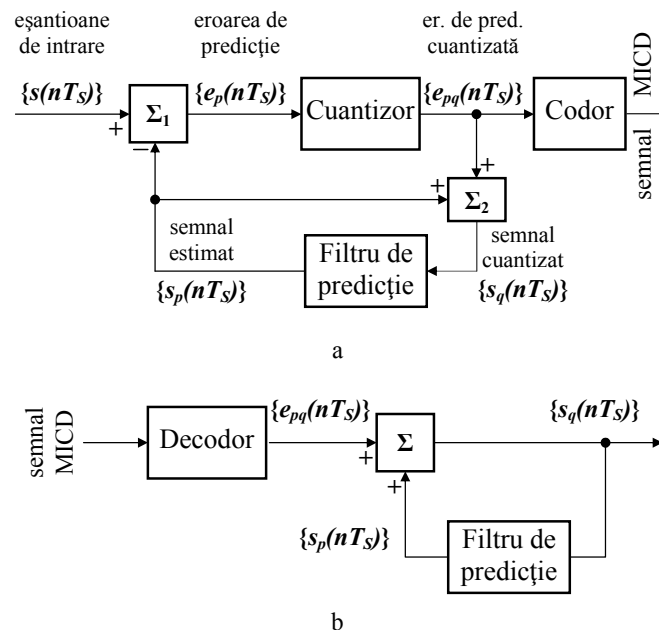 eşantioane
de intrare
eroarea de
predicţie
er. de pred.
cuantizată
{s(nTS)}
+
Σ1
−
{ep(nTS)}
Cuantizor
{epq(nTS)}
Codor
MICD
semnal
+
+
Σ2
semnal
estimat
{sp(nTS)}
Filtru de
predicţie
semnal
cuantizat
{sq(nTS)}
a
semnal
MICD
Decodor
{epq(nTS)}
+
Σ
+
{sq(nTS)}
{sp(nTS)}
Filtru de
predicţie
b